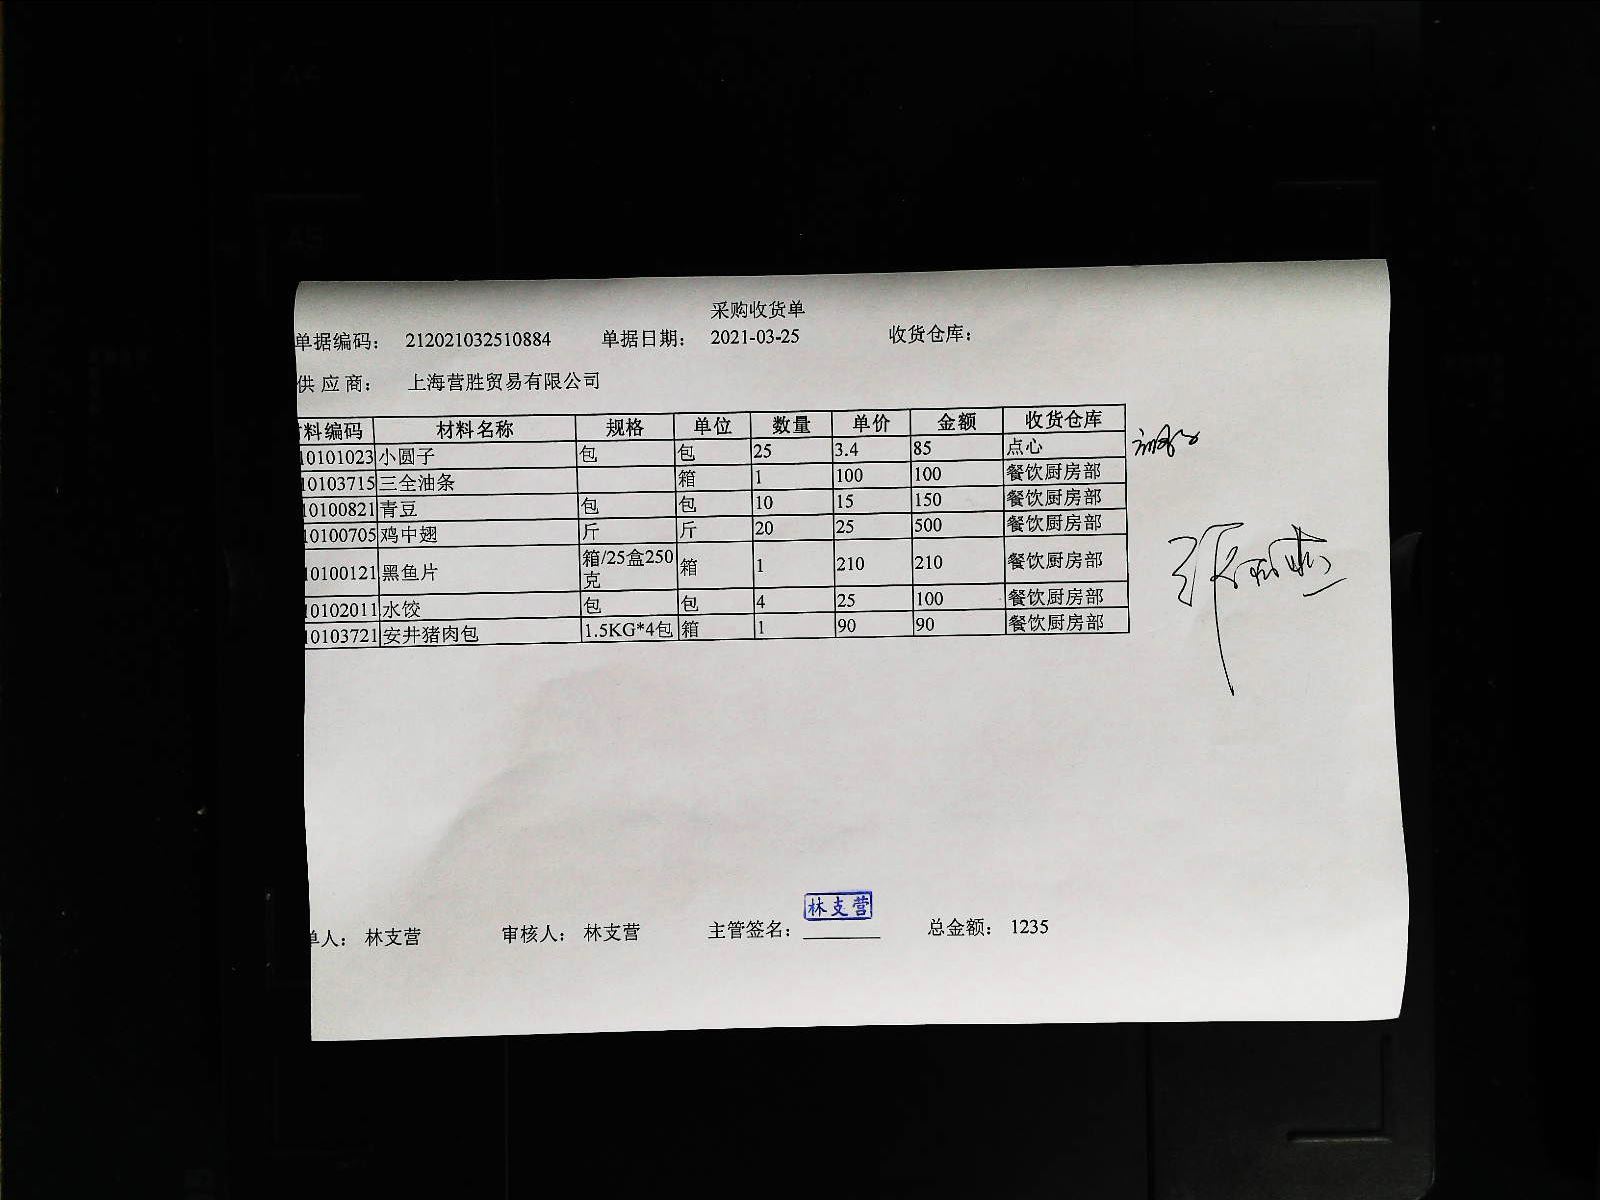 采购收货单
单据编码： 212021032510884 单据日期： 2021-03-25 收货仓库：
供应商： 上海营胜贸易有限公司
料编码 材料名称 规格 单位 数量 单价 金额 收货仓库
10101023 小圆子 包 包 25 3.4 85 点心
10103715 三全油条 箱 1 100 100 餐饮厨房部
10100821 青豆 包 包 10 15 150 餐饮厨房部
10100705 鸡中翅 斤 斤 20 25 500 餐饮厨房部
10100121 黑鱼片 箱/25盒250克 箱 1 210 210 餐饮厨房部
10102011 水饺 包 包 4 25 100 餐饮厨房部
10103721 安井猪肉包 1.5KG*4包 箱 1 90 90 餐饮厨房部
林支营
单人： 林支营 审核人： 林支营 主管签名： 总金额： 1235